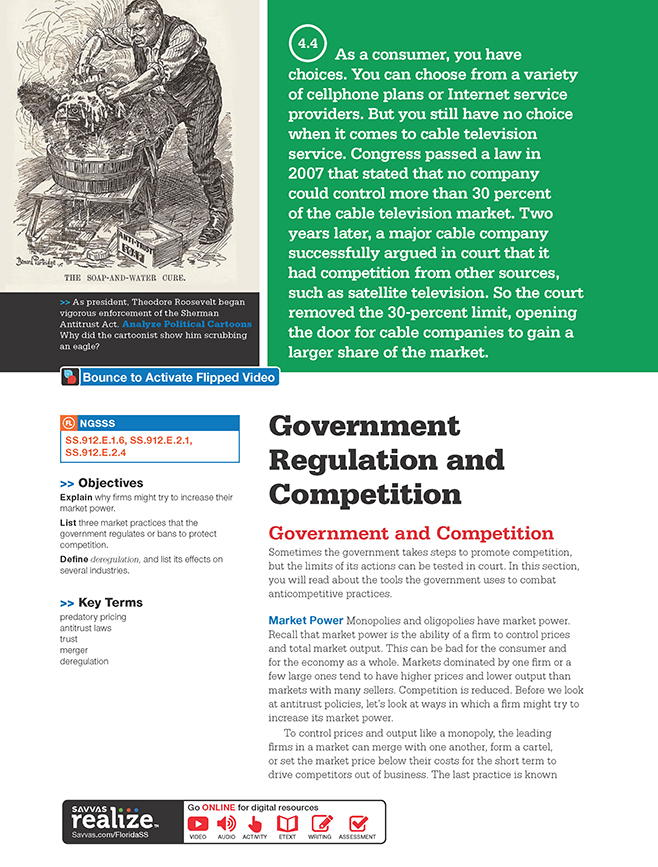 Bernard Partridge
ANTI-TRUST
SOAP
THE SOAP-AND-WATER CURE.
>> As president, Theodore Roosevelt began
vigorous enforcement of the Sherman
Antitrust Act. Analyze Political Cartoons
Why did the cartoonist show him scrubbing
an eagle?
Bounce to Activate Flipped Video
4.4
As a consumer, you have
choices. You can choose from a variety
of cellphone plans or Internet service
providers. But you still have no choice
when it comes to cable television
service. Congress passed a law in
2007 that stated that no company
could control more than 30 percent
of the cable television market. Two
years later, a major cable company
successfully argued in court that it
had competition from other sources,
such as satellite television. So the court
removed the 30-percent limit, opening
the door for cable companies to gain a
larger share of the market.
FL NGSSS
SS.912.E.1.6, SS.912.E.2.1,
SS.912.E.2.4
>> Objectives
Explain why firms might try to increase their
market power.
List three market practices that the
government regulates or bans to protect
competition.
Define deregulation, and list its effects on
several industries.
>> Key Terms
predatory pricing
antitrust laws
trust
merger
deregulation
Government
Regulation and
Competition
Government and Competition
Sometimes the government takes steps to promote competition,
but the limits of its actions can be tested in court. In this section,
you will read about the tools the government uses to combat
anticompetitive practices.
Market Power Monopolies and oligopolies have market power.
Recall that market power is the ability of a firm to control prices
and total market output. This can be bad for the consumer and
for the economy as a whole. Markets dominated by one firm or a
few large ones tend to have higher prices and lower output than
markets with many sellers. Competition is reduced. Before we look
at antitrust policies, let's look at ways in which a firm might try to
increase its market power.
To control prices and output like a monopoly, the leading
firms in a market can merge with one another, form a cartel,
or set the market price below their costs for the short term to
drive competitors out of business. The last practice is known
SAVVAS
realize™
Savvas.com/FloridaSS
Go ONLINE for digital resources
VIDEO AUDIO ACTIVITY ETEXT WRITING ASSESSMENT